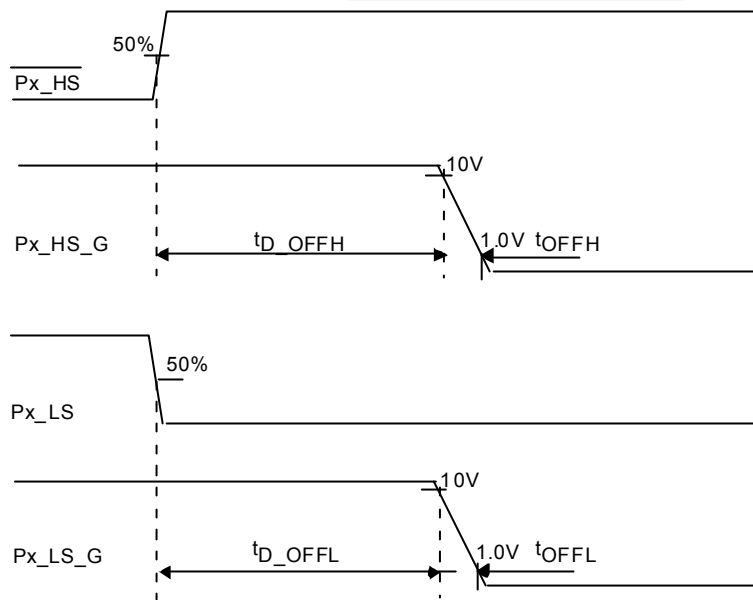 50%
Px_HS
10V
Px_HS_G
tD_OFFH
1.0V tOFFH
50%
Px_LS
10V
Px_LS_G
tD_OFFL
1.0V tOFFL